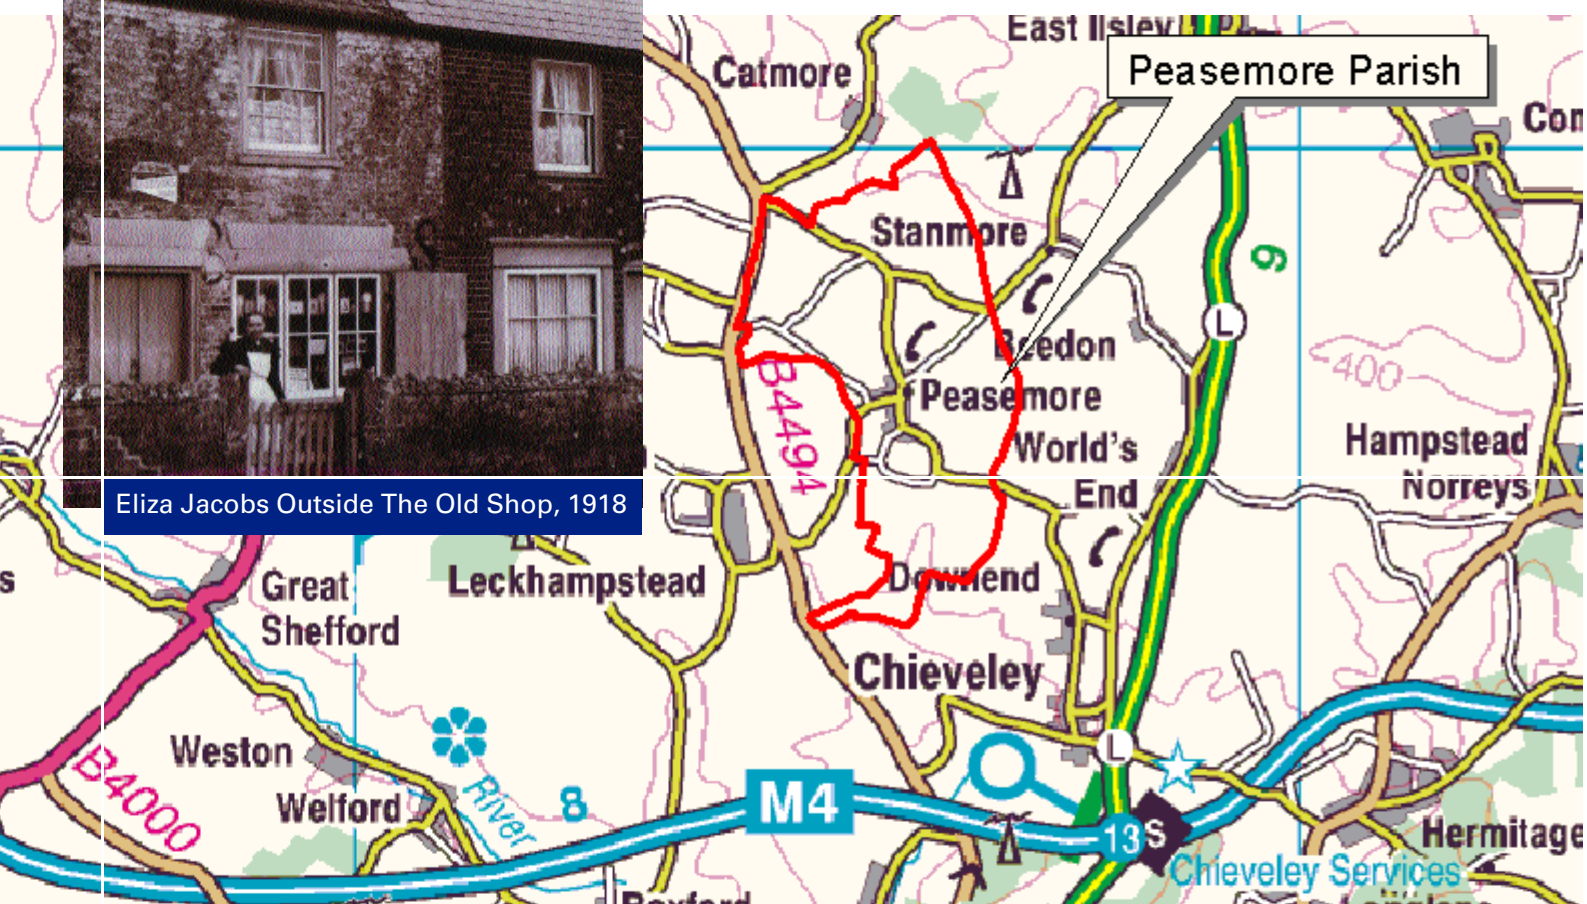 East Ilsley
Peasemore Parish
Catmore
Stanmore
6
L
Beedon
400
B4494
Peasemore
World's
End
Hampstead
Norreys
Eliza Jacobs Outside The Old Shop, 1918
Great
Shefford
Leckhampstead
Downend
Chieveley
Weston
B4000
Welford
River
8
M4
L
13
S
Chieveley Services
Hermitage